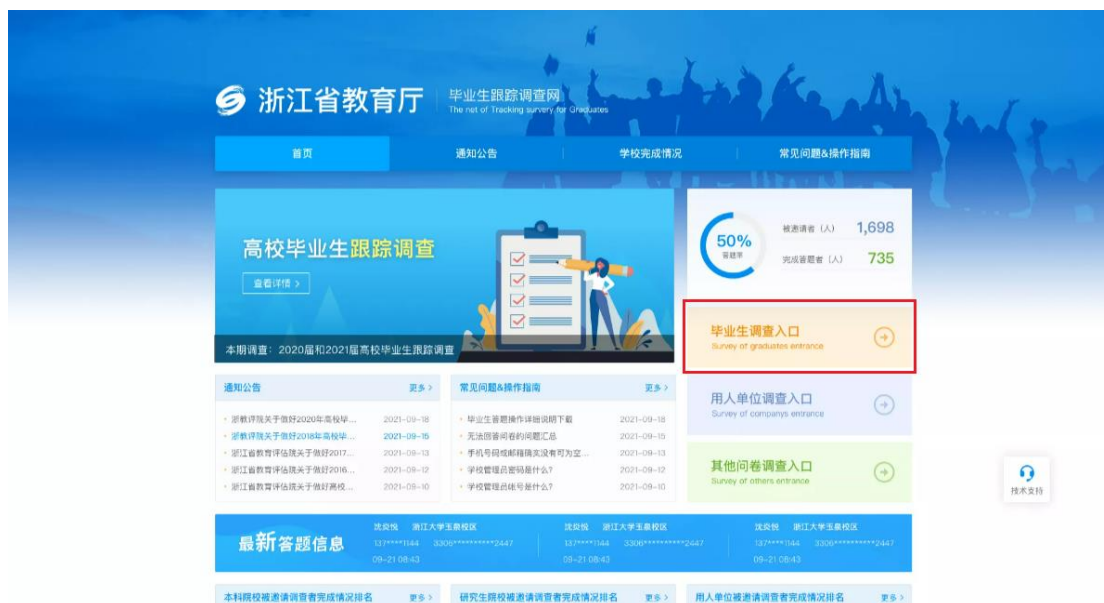 浙江省教育厅
毕业生跟踪调查网
The net of Tracking survery for Graduates
首页 通知公告 学校完成情况 常见问题&操作指南
高校毕业生跟踪调查
查看详情 >
本期调查：2020届和2021届高校毕业生跟踪调查
50%
答题率
被邀请者（人） 1,698
完成答题者（人） 735
毕业生调查入口
Survey of graduates entrance
用人单位调查入口
Survey of companys entrance
其他问卷调查入口
Survey of others entrance
通知公告 更多 >
浙教评院关于做好2020年高校毕... 2021-09-18
浙教评院关于做好2018年高校毕... 2021-09-15
浙江省教育评估院关于做好2017... 2021-09-13
浙江省教育评估院关于做好2016... 2021-09-12
浙江省教育评估院关于做好高校... 2021-09-10
常见问题&操作指南 更多 >
毕业生答题操作详细说明下载 2021-09-18
无法回答问卷的问题汇总 2021-09-15
手机号码或邮箱确实没有可为空... 2021-09-13
学校管理员密码是什么? 2021-09-12
学校管理员帐号是什么? 2021-09-10
技术支持
最新答题信息
沈炎悦 浙江大学玉泉校区
137****1144 3306**********2447
09-21 08:43
沈炎悦 浙江大学玉泉校区
137****1144 3306**********2447
09-21 08:43
沈炎悦 浙江大学玉泉校区
137****1144 3306**********2447
09-21 08:43
本科院校被邀请调查者完成情况排名 更多 >
研究生院校被邀请调查者完成情况排名 更多 >
用人单位被邀请调查者完成情况排名 更多 >